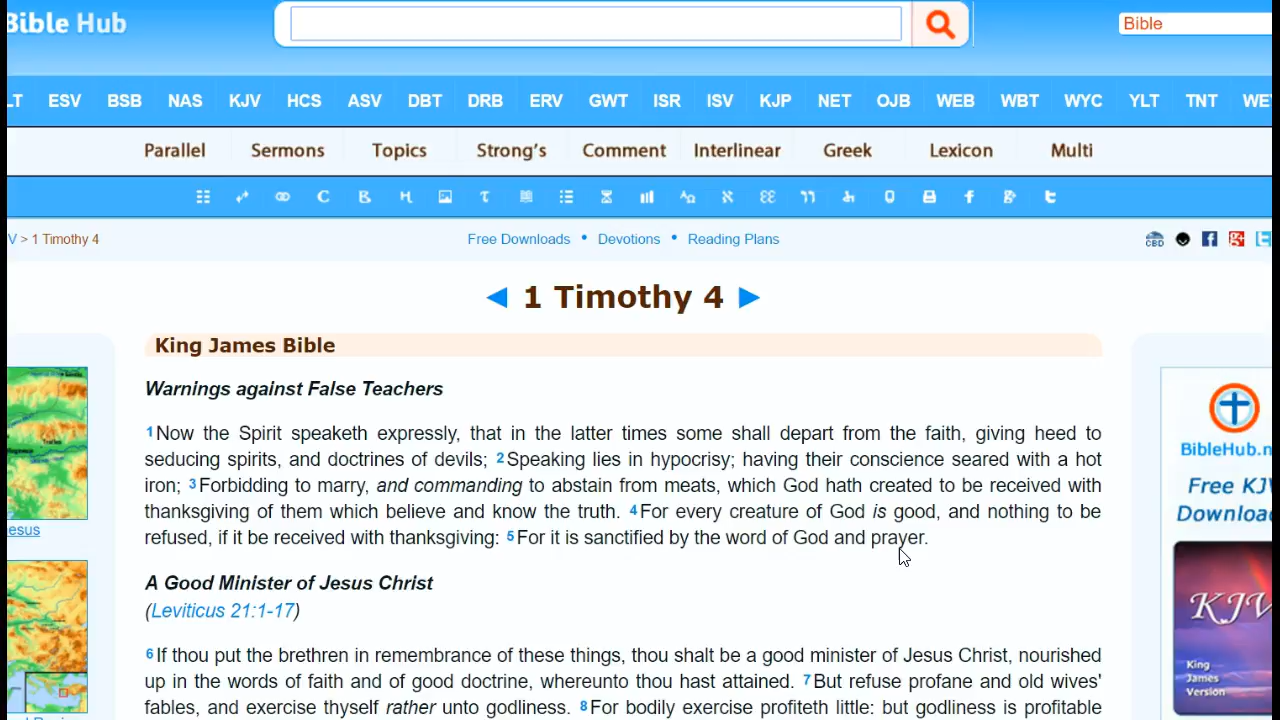 Bible Hub
Bible
LT ESV BSB NAS KJV HCS ASV DBT DRB ERV GWT ISR ISV KJP NET OJB WEB WBT WYC YLT TNT WE
Parallel Sermons Topics Strong's Comment Interlinear Greek Lexicon Multi
V > 1 Timothy 4 Free Downloads • Devotions • Reading Plans
CBD
◄ 1 Timothy 4 ►
King James Bible
Warnings against False Teachers
1Now the Spirit speaketh expressly, that in the latter times some shall depart from the faith, giving heed to
seducing spirits, and doctrines of devils; 2Speaking lies in hypocrisy; having their conscience seared with a hot
iron; 3Forbidding to marry, and commanding to abstain from meats, which God hath created to be received with
thanksgiving of them which believe and know the truth. 4For every creature of God is good, and nothing to be
refused, if it be received with thanksgiving: 5For it is sanctified by the word of God and prayer.
A Good Minister of Jesus Christ
(Leviticus 21:1-17)
6If thou put the brethren in remembrance of these things, thou shalt be a good minister of Jesus Christ, nourished
up in the words of faith and of good doctrine, whereunto thou hast attained. 7But refuse profane and old wives'
fables, and exercise thyself rather unto godliness. 8For bodily exercise profiteth little: but godliness is profitable
esus
BibleHub.n
Free KJV
Downloa
KJV
King
James
Version